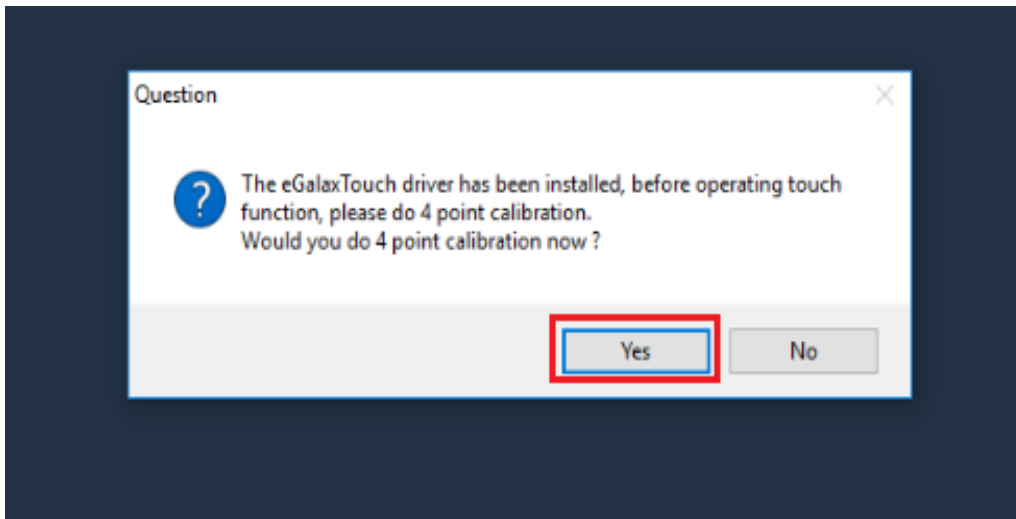 Question
?
The eGalaxTouch driver has been installed, before operating touch
function, please do 4 point calibration.
Would you do 4 point calibration now ?
Yes
No